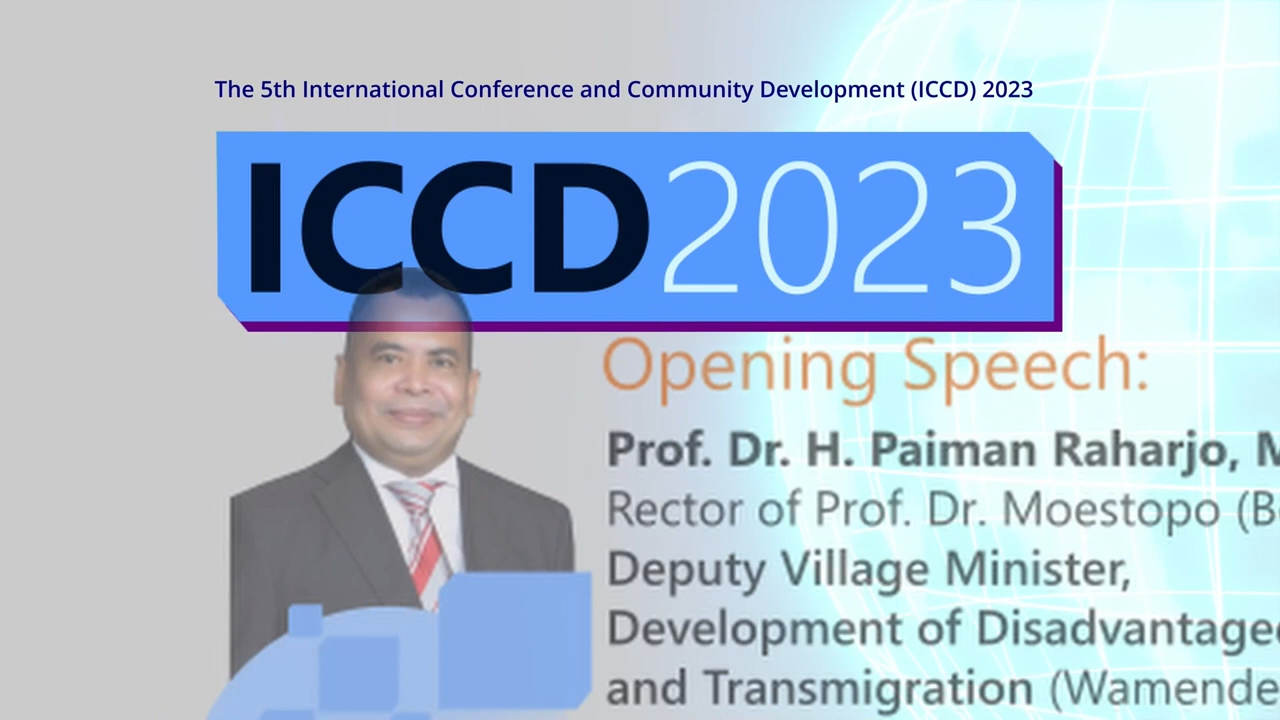 The 5th International Conference and Community Development (ICCD) 2023
ICCD2023
Opening Speech:
Prof. Dr. H. Paiman Raharjo,
Rector of Prof. Dr. Moestopo
Deputy Village Minister,
Development of Disadvantaged
and Transmigration